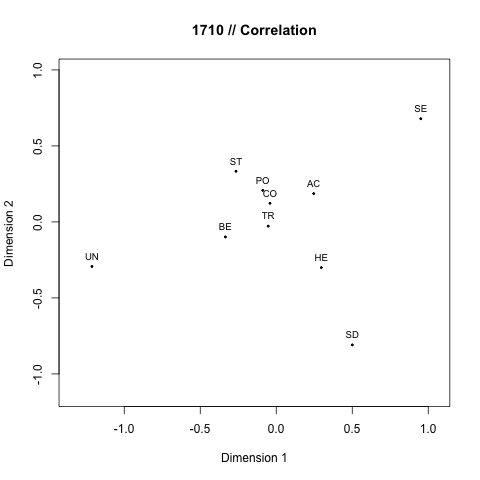 1710 // Correlation
1.0
SE
0.5
ST
PO
AC
CO
TR
0.0
BE
UN
HE
-0.5
SD
-1.0
Dimension 2
-1.0 -0.5 0.0 0.5 1.0
Dimension 1